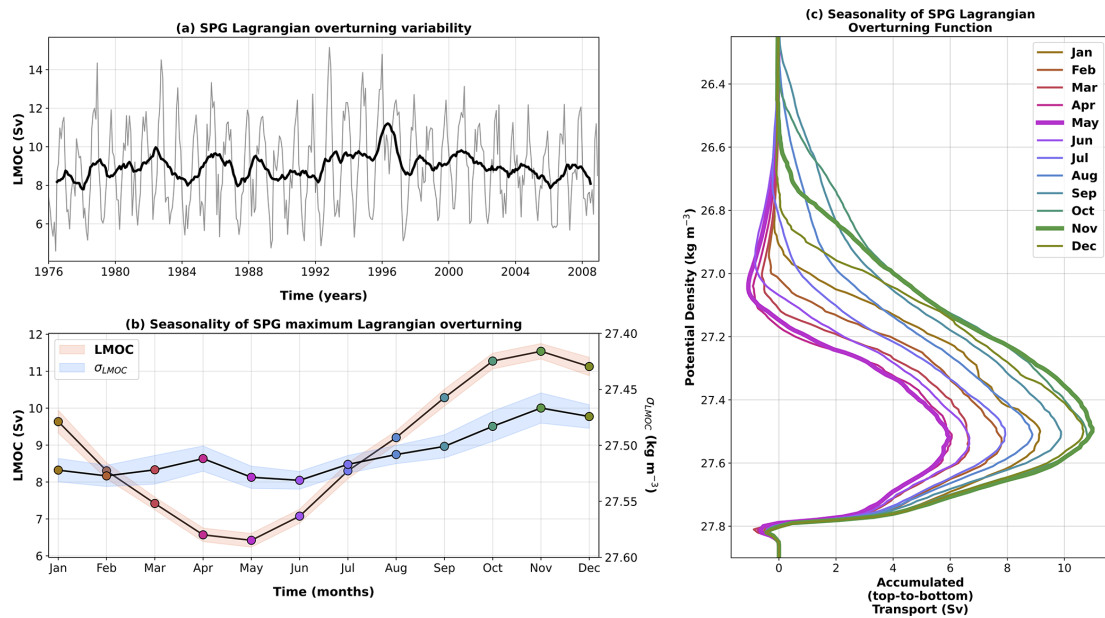 (a) SPG Lagrangian overturning variability
LMOC (Sv)
14
12
10
8
6
1976
1980
1984
1988
1992
1996
2000
2004
2008
Time (years)
(b) Seasonality of SPG maximum Lagrangian overturning
LMOC (Sv)
12
11
10
9
8
7
6
LMOC
σLMOC
27.40
27.45
27.50
27.55
27.60
σLMOC (kg m−3)
Jan
Feb
Mar
Apr
May
Jun
Jul
Aug
Sep
Oct
Nov
Dec
Time (months)
(c) Seasonality of SPG Lagrangian
Overturning Function
Potential Density (kg m−3)
26.4
26.6
26.8
27.0
27.2
27.4
27.6
27.8
Jan
Feb
Mar
Apr
May
Jun
Jul
Aug
Sep
Oct
Nov
Dec
0
2
4
6
8
10
Accumulated
(top-to-bottom)
Transport (Sv)